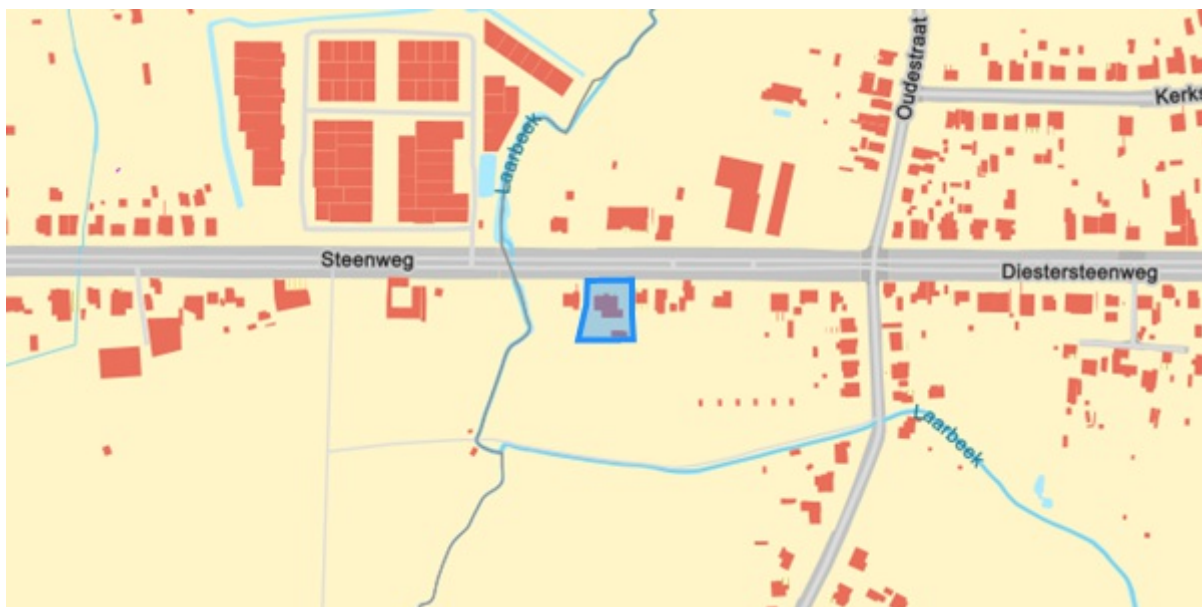 Oudestraat
Kerks
Laarbeek
Steenweg
Diestersteenweg
Laarbeek